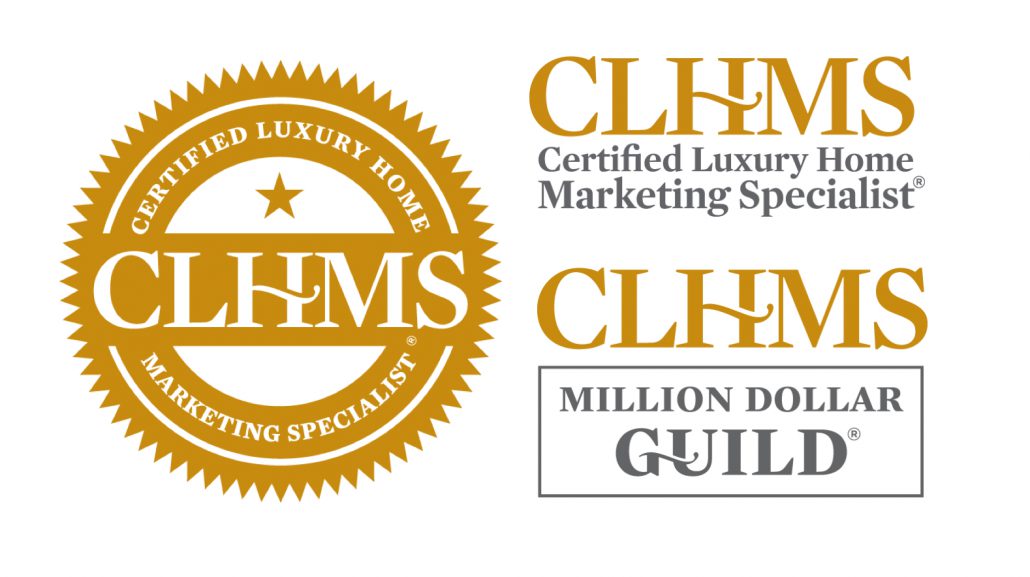 CERTIFIED LUXURY HOME
CLHMS
MARKETING SPECIALIST®
CLHMS
Certified Luxury Home
Marketing Specialist®
CLHMS
MILLION DOLLAR
GUILD®